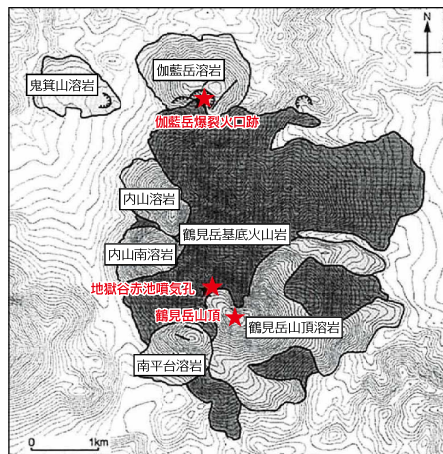 N
伽藍岳溶岩
鬼箕山溶岩
伽藍岳爆裂火口跡
内山溶岩
鶴見岳基底火山岩
内山南溶岩
地獄谷赤池噴気孔
鶴見岳山頂
鶴見岳山頂溶岩
南平台溶岩
0 1km